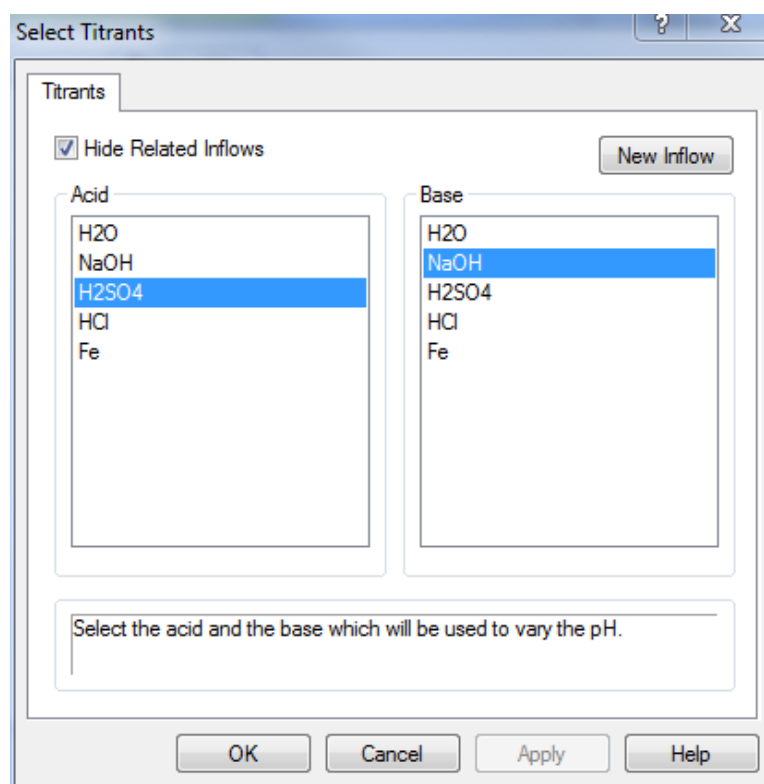 Select Titrants
? X
Titrants
Hide Related Inflows
New Inflow
Acid
H2O
NaOH
H2SO4
HCl
Fe
Base
H2O
NaOH
H2SO4
HCl
Fe
Select the acid and the base which will be used to vary the pH.
OK Cancel Apply Help